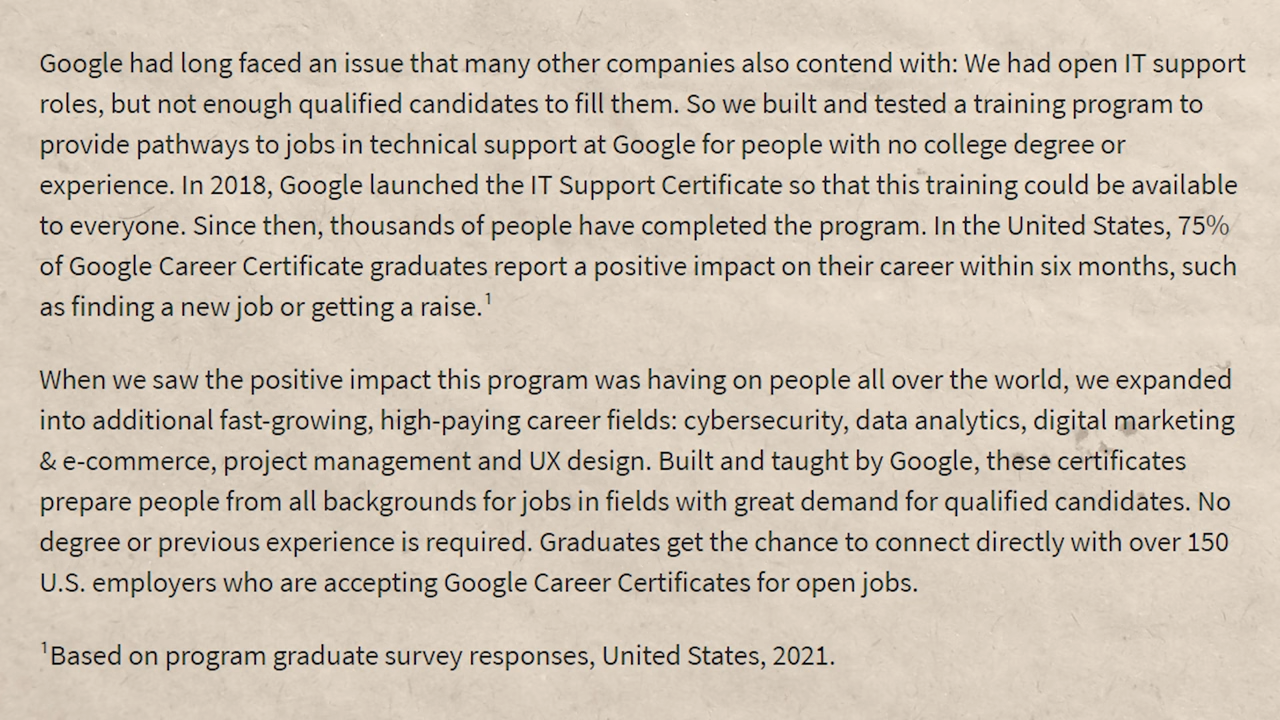 Google had long faced an issue that many other companies also contend with: We had open IT support
roles, but not enough qualified candidates to fill them. So we built and tested a training program to
provide pathways to jobs in technical support at Google for people with no college degree or
experience. In 2018, Google launched the IT Support Certificate so that this training could be available
to everyone. Since then, thousands of people have completed the program. In the United States, 75%
of Google Career Certificate graduates report a positive impact on their career within six months, such
as finding a new job or getting a raise.¹
When we saw the positive impact this program was having on people all over the world, we expanded
into additional fast-growing, high-paying career fields: cybersecurity, data analytics, digital marketing
& e-commerce, project management and UX design. Built and taught by Google, these certificates
prepare people from all backgrounds for jobs in fields with great demand for qualified candidates. No
degree or previous experience is required. Graduates get the chance to connect directly with over 150
U.S. employers who are accepting Google Career Certificates for open jobs.
¹Based on program graduate survey responses, United States, 2021.